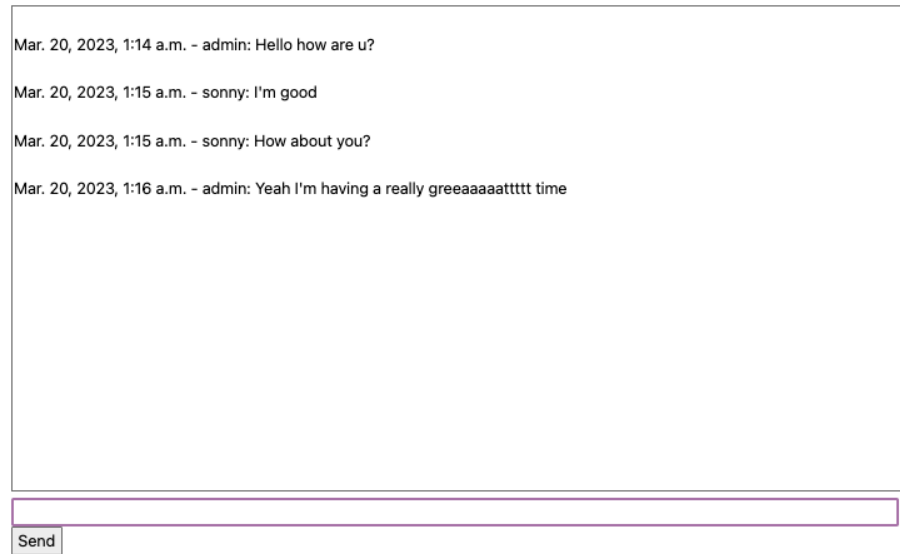 Mar. 20, 2023, 1:14 a.m. - admin: Hello how are u?
Mar. 20, 2023, 1:15 a.m. - sonny: I'm good
Mar. 20, 2023, 1:15 a.m. - sonny: How about you?
Mar. 20, 2023, 1:16 a.m. - admin: Yeah I'm having a really greeaaaaattttt time
Send